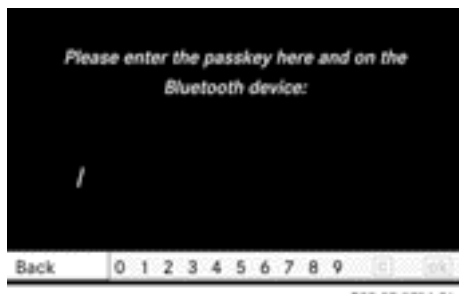 Please enter the passkey here and on the
Bluetooth device:
Back 0 1 2 3 4 5 6 7 8 9 c ok